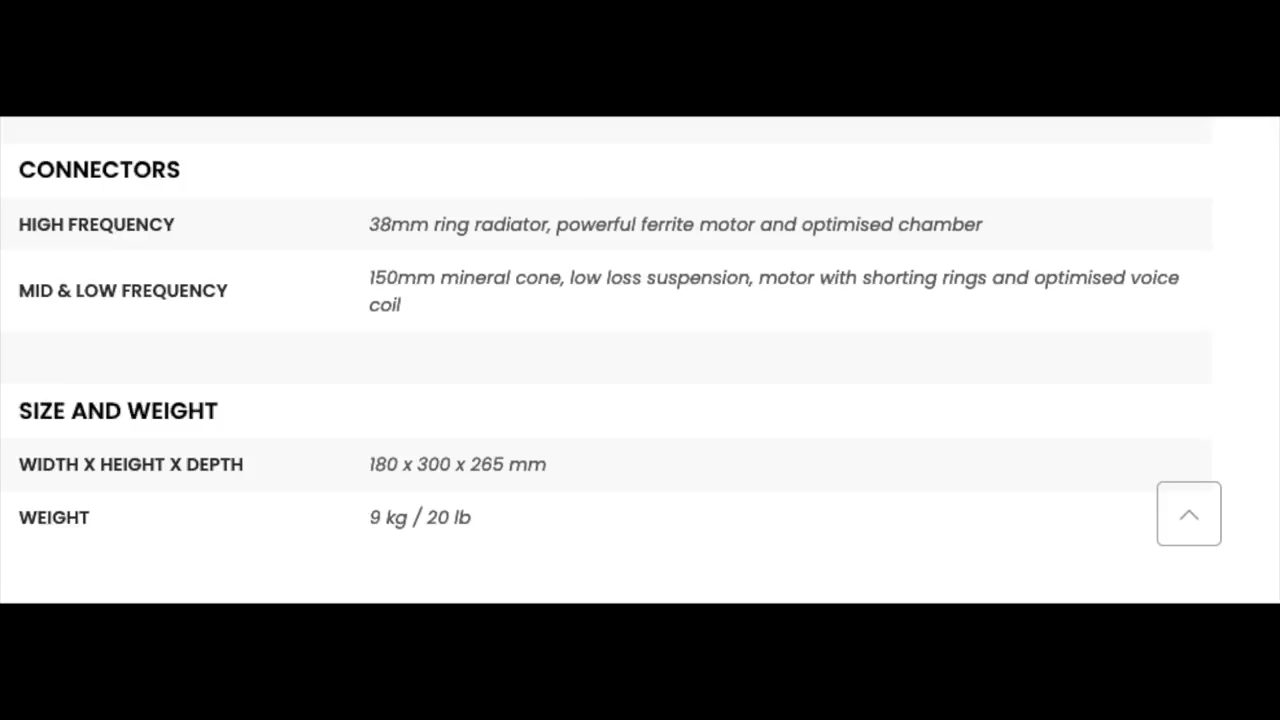 CONNECTORS
HIGH FREQUENCY 38mm ring radiator, powerful ferrite motor and optimised chamber
MID & LOW FREQUENCY 150mm mineral cone, low loss suspension, motor with shorting rings and optimised voice
coil
SIZE AND WEIGHT
WIDTH X HEIGHT X DEPTH 180 x 300 x 265 mm
WEIGHT 9 kg / 20 lb